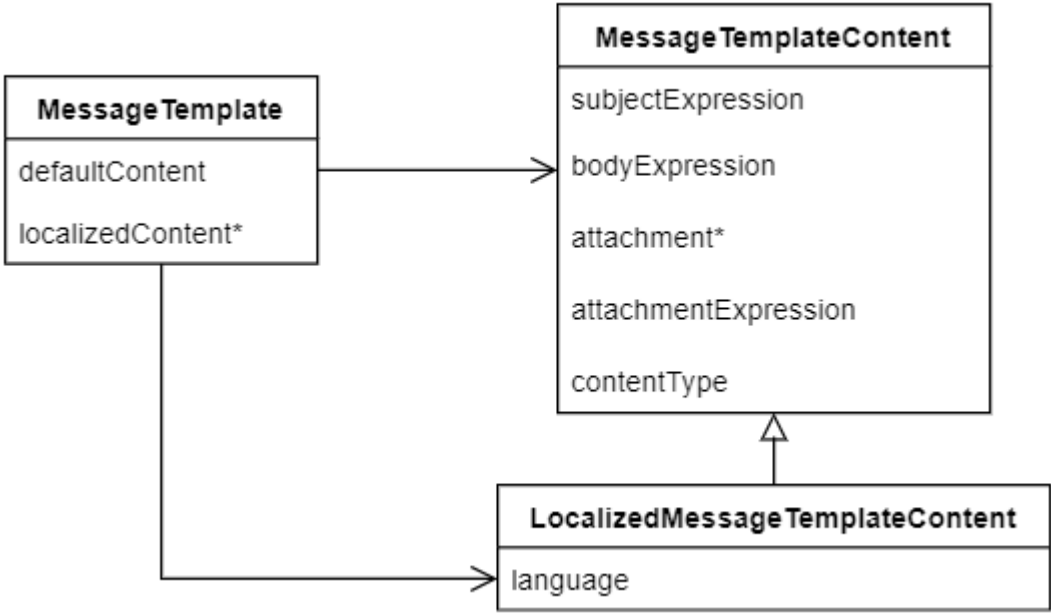 MessageTemplate
defaultContent
localizedContent*
MessageTemplateContent
subjectExpression
bodyExpression
attachment*
attachmentExpression
contentType
LocalizedMessageTemplateContent
language